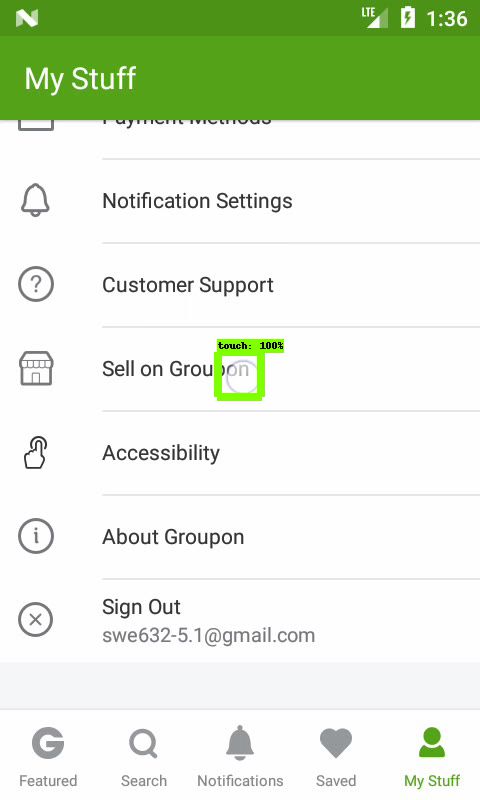 LTE 1:36
My Stuff
Payment Methods
Notification Settings
Customer Support
touch: 100%
Sell on Groupon
Accessibility
About Groupon
Sign Out
swe632-5.1@gmail.com
Featured Search Notifications Saved My Stuff